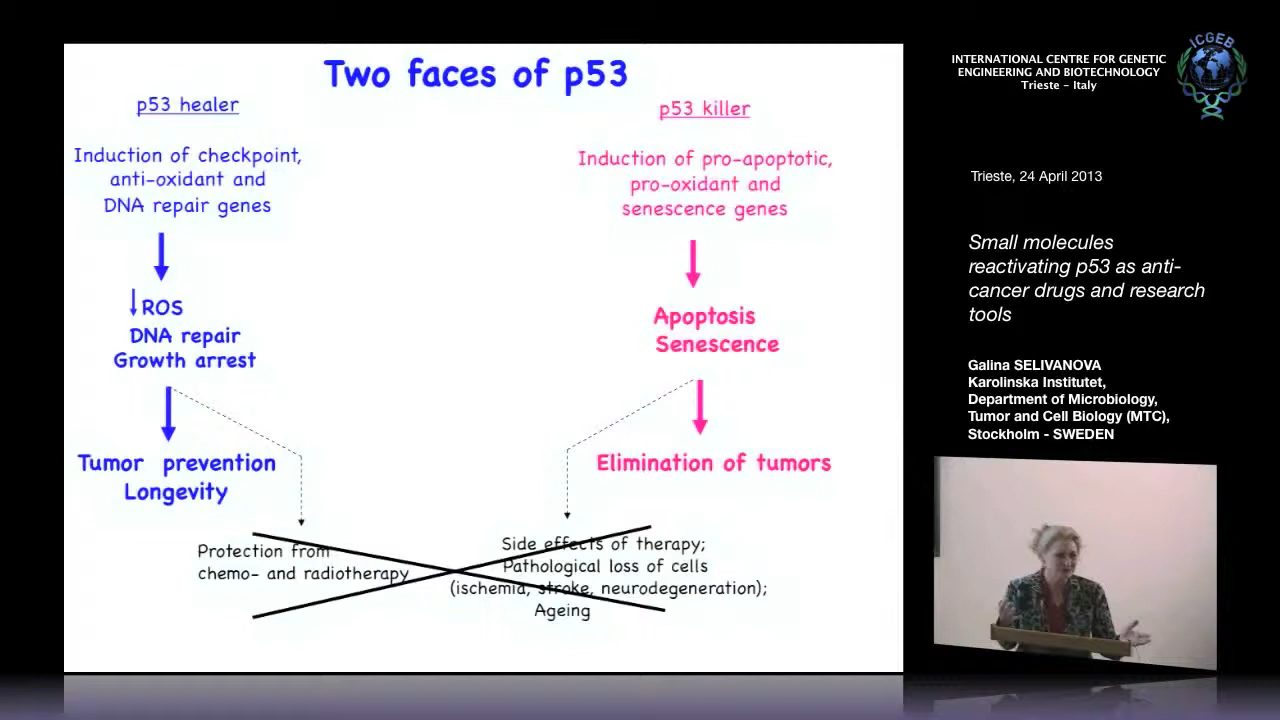 Two faces of p53
p53 healer
Induction of checkpoint,
anti-oxidant and
DNA repair genes
↓ROS
DNA repair
Growth arrest
Tumor prevention
Longevity
Protection from
chemo- and radiotherapy
p53 killer
Induction of pro-apoptotic,
pro-oxidant and
senescence genes
Apoptosis
Senescence
Elimination of tumors
Side effects of therapy;
Pathological loss of cells
(ischemia, stroke, neurodegeneration);
Ageing
INTERNATIONAL CENTRE FOR GENETIC
ENGINEERING AND BIOTECHNOLOGY
Trieste - Italy
ICGEB
Trieste, 24 April 2013
Small molecules
reactivating p53 as anti-
cancer drugs and research
tools
Galina SELIVANOVA
Karolinska Institutet,
Department of Microbiology,
Tumor and Cell Biology (MTC),
Stockholm - SWEDEN